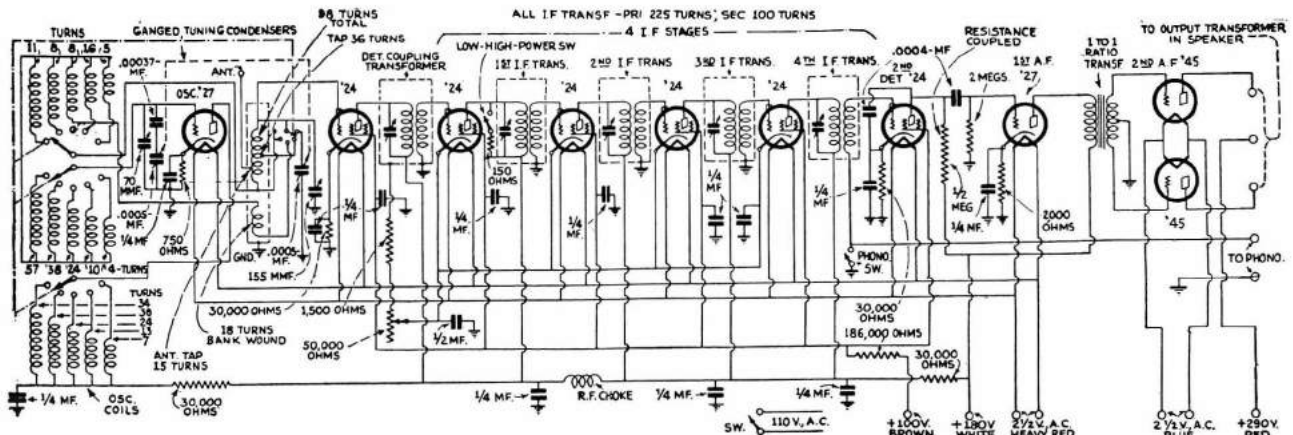 ALL I.F TRANSF-PRI 225 TURNS; SEC 100 TURNS
4 I F STAGES
98 TURNS
TOTAL
TAP 36 TURNS
TURNS
11, 8, 8, 16, 5
GANGED TUNING CONDENSERS
.00037-
MF.
ANT.
OSC. '27
DET. COUPLING
TRANSFORMER
LOW-HIGH-POWER SW
1ST I.F. TRANS.
2ND I F TRANS
3RD I F. TRANS.
4TH I.F. TRANS.
.0004-MF
2ND
DET '24
RESISTANCE
COUPLED
2 MEGS.
1ST A.F.
'27
1 TO 1
RATIO
TRANSF
2ND A.F '45
TO OUTPUT TRANSFORMER
IN SPEAKER
'24
'24
'24
'24
'24
70
MMF.
.0005-
MF.
1/4 MF
750
OHMS
GND.
.0005-
MF.
155 MMF.
1/4
MF
150
OHMS
1/4
MF.
1/4
MF.
1/4
MF
1/4
MF
1/2
MEG
1/4 MF.
2000
OHMS
'45
PHONO.
SW.
TO PHONO.
57 38 24 10 4-TURNS
TURNS
34
38
24
13
7
30,000 OHMS
1,500 OHMS
18 TURNS
BANK WOUND
ANT. TAP
15 TURNS
50,000
OHMS
1/2 MF.
30,000
OHMS
186,000 OHMS
30,000
OHMS
1/4 MF.
OSC.
COILS
30,000
OHMS
1/4 MF.
R.F. CHOKE
1/4 MF.
1/4 MF.
SW.
110 V., A.C.
+100V.
BROWN
+180V.
WHITE
2 1/2 V., A.C.
HEAVY RED
2 1/2 V., A.C.
BLUE
+290V.
RED